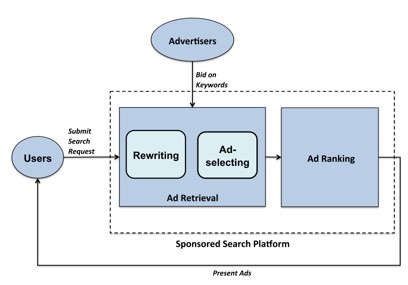 Advertisers
Bid on
Keywords
Submit
Search
Request
Users
Rewriting
Ad-
selecting
Ad Ranking
Ad Retrieval
Sponsored Search Platform
Present Ads